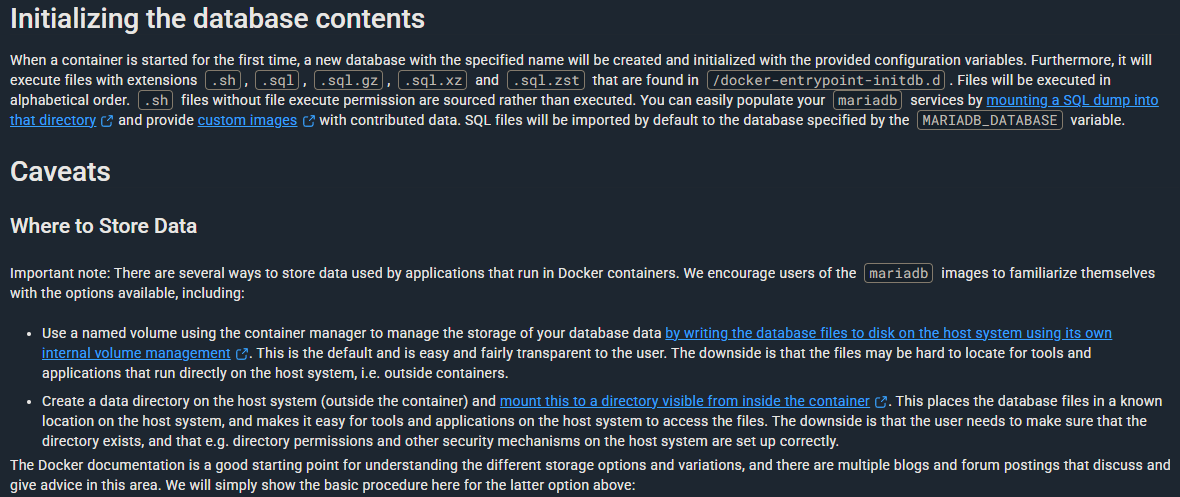 Initializing the database contents
When a container is started for the first time, a new database with the specified name will be created and initialized with the provided configuration variables. Furthermore, it will
execute files with extensions .sh, .sql, .sql.gz, .sql.xz and .sql.zst that are found in /docker-entrypoint-initdb.d. Files will be executed in
alphabetical order. .sh files without file execute permission are sourced rather than executed. You can easily populate your mariadb services by mounting a SQL dump into
that directory and provide custom images with contributed data. SQL files will be imported by default to the database specified by the MARIADB_DATABASE variable.
Caveats
Where to Store Data
Important note: There are several ways to store data used by applications that run in Docker containers. We encourage users of the mariadb images to familiarize themselves
with the options available, including:
• Use a named volume using the container manager to manage the storage of your database data by writing the database files to disk on the host system using its own
internal volume management. This is the default and is easy and fairly transparent to the user. The downside is that the files may be hard to locate for tools and
applications that run directly on the host system, i.e. outside containers.
• Create a data directory on the host system (outside the container) and mount this to a directory visible from inside the container. This places the database files in a known
location on the host system, and makes it easy for tools and applications on the host system to access the files. The downside is that the user needs to make sure that the
directory exists, and that e.g. directory permissions and other security mechanisms on the host system are set up correctly.
The Docker documentation is a good starting point for understanding the different storage options and variations, and there are multiple blogs and forum postings that discuss and
give advice in this area. We will simply show the basic procedure here for the latter option above: